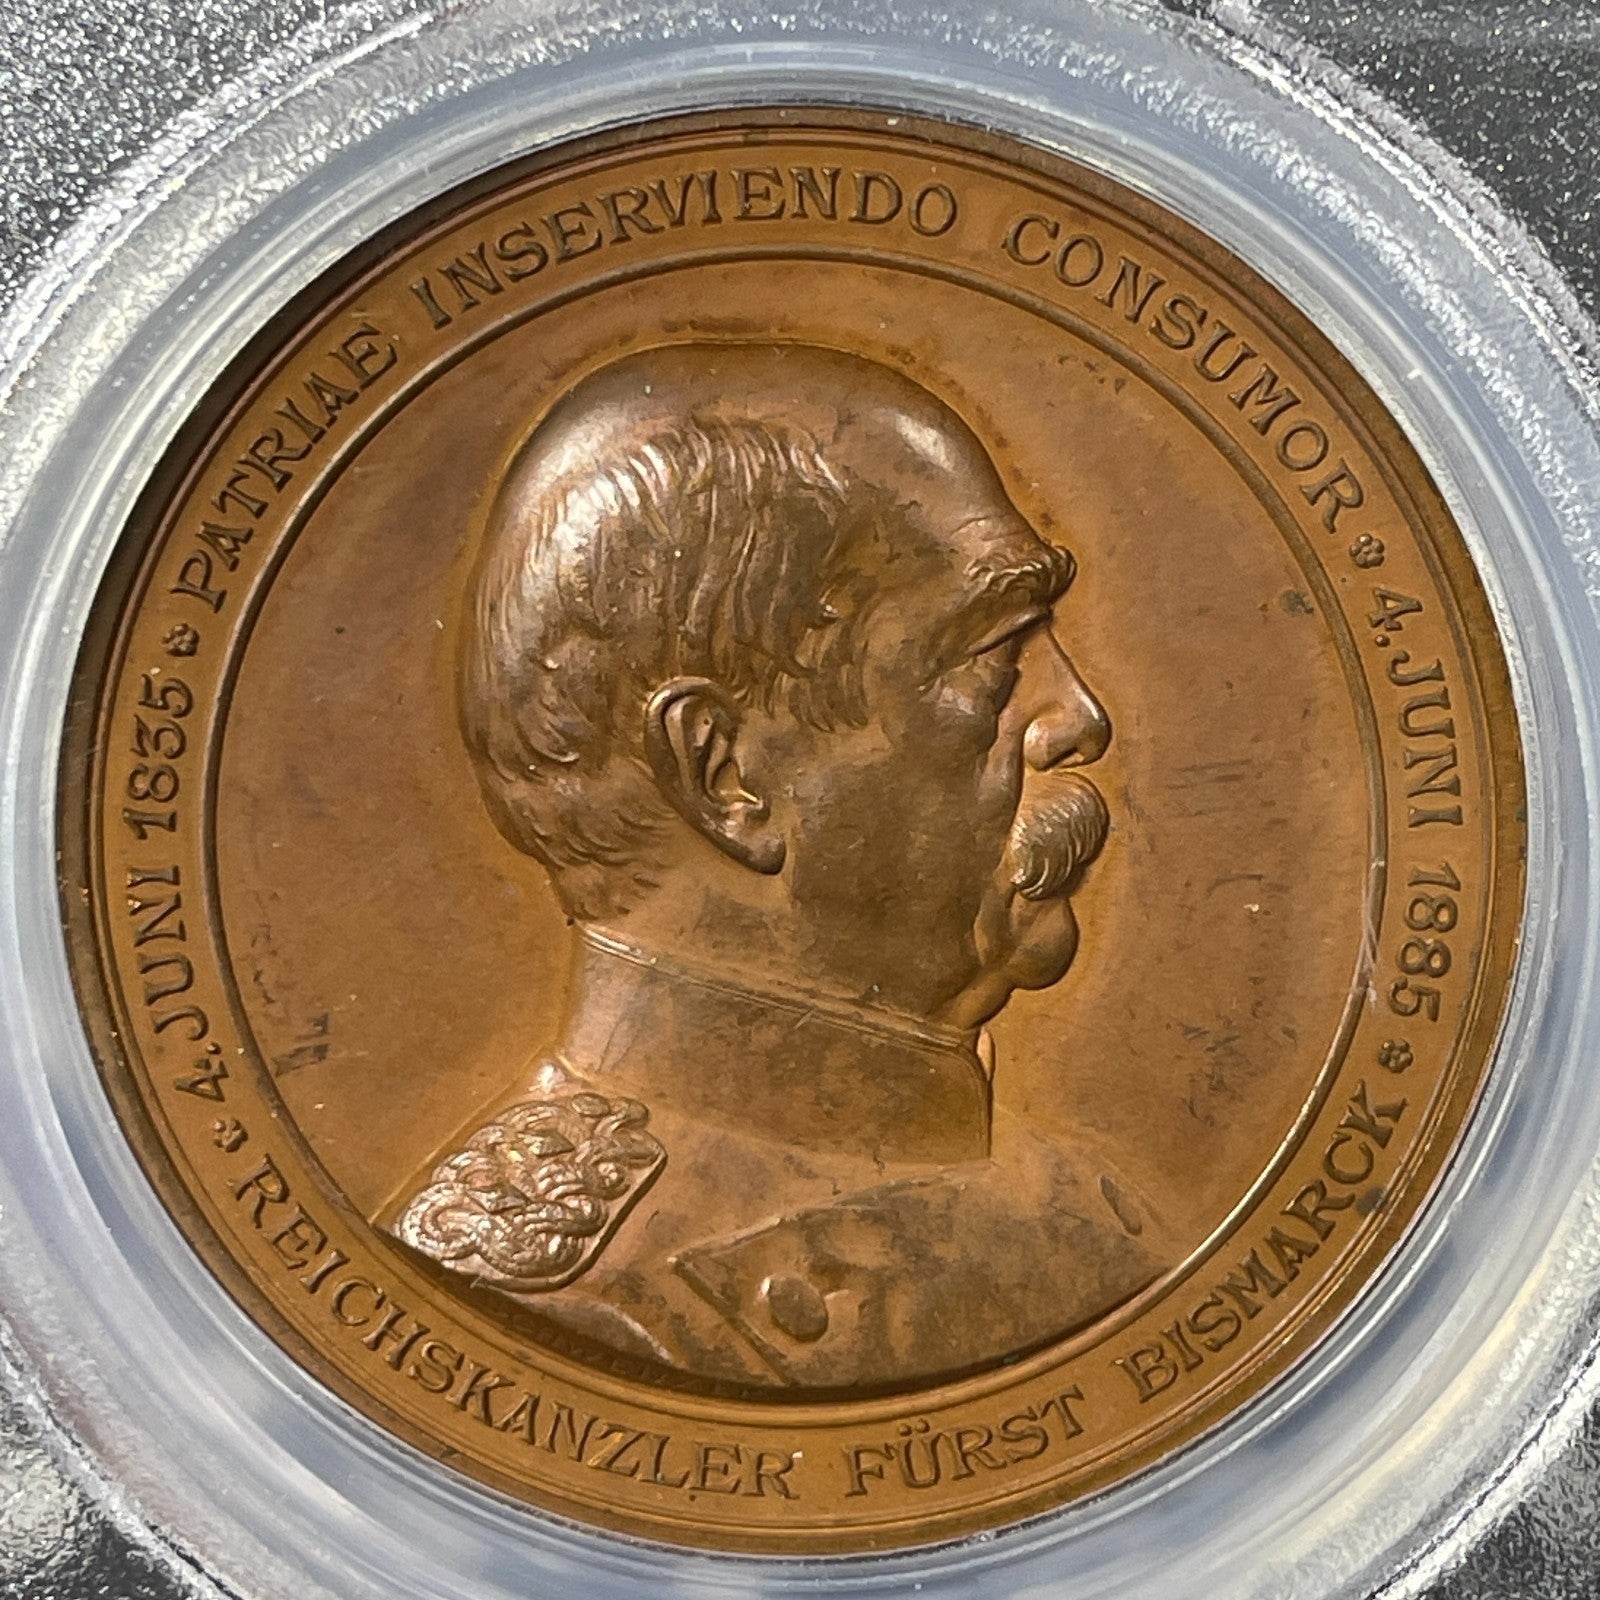 4. JUNI 1835 · PATRIAE INSERVIENDO CONSUMOR · 4. JUNI 1885 ·
REICHSKANZLER FÜRST BISMARCK